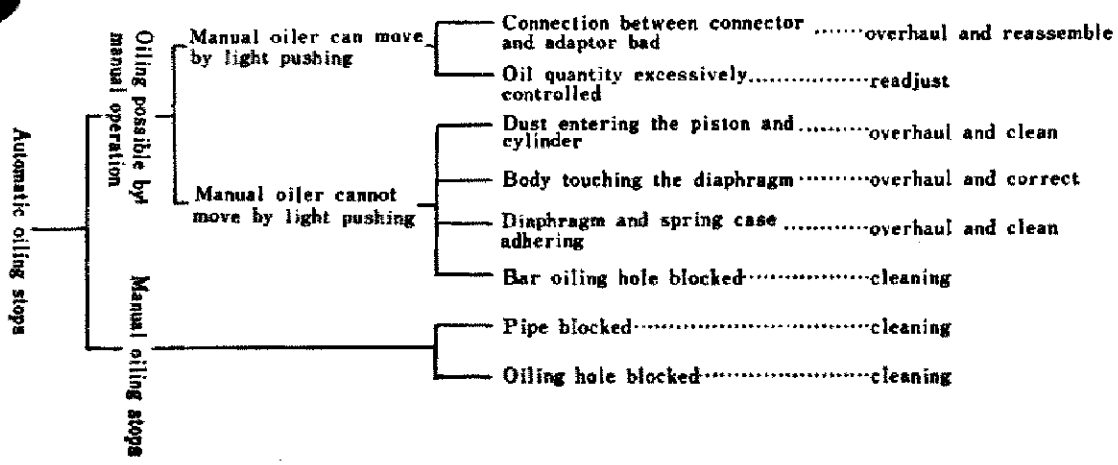 Automatic oiling stops
Oiling possible by
manual operation
Manual oiler can move
by light pushing
Connection between connector
and adaptor bad
overhaul and reassemble
Oil quantity excessively
controlled
readjust
Manual oiler cannot
move by light pushing
Dust entering the piston and
cylinder
overhaul and clean
Body touching the diaphragm
overhaul and correct
Diaphragm and spring case
adhering
overhaul and clean
Bar oiling hole blocked
cleaning
Manual oiling stops
Pipe blocked
cleaning
Oiling hole blocked
cleaning